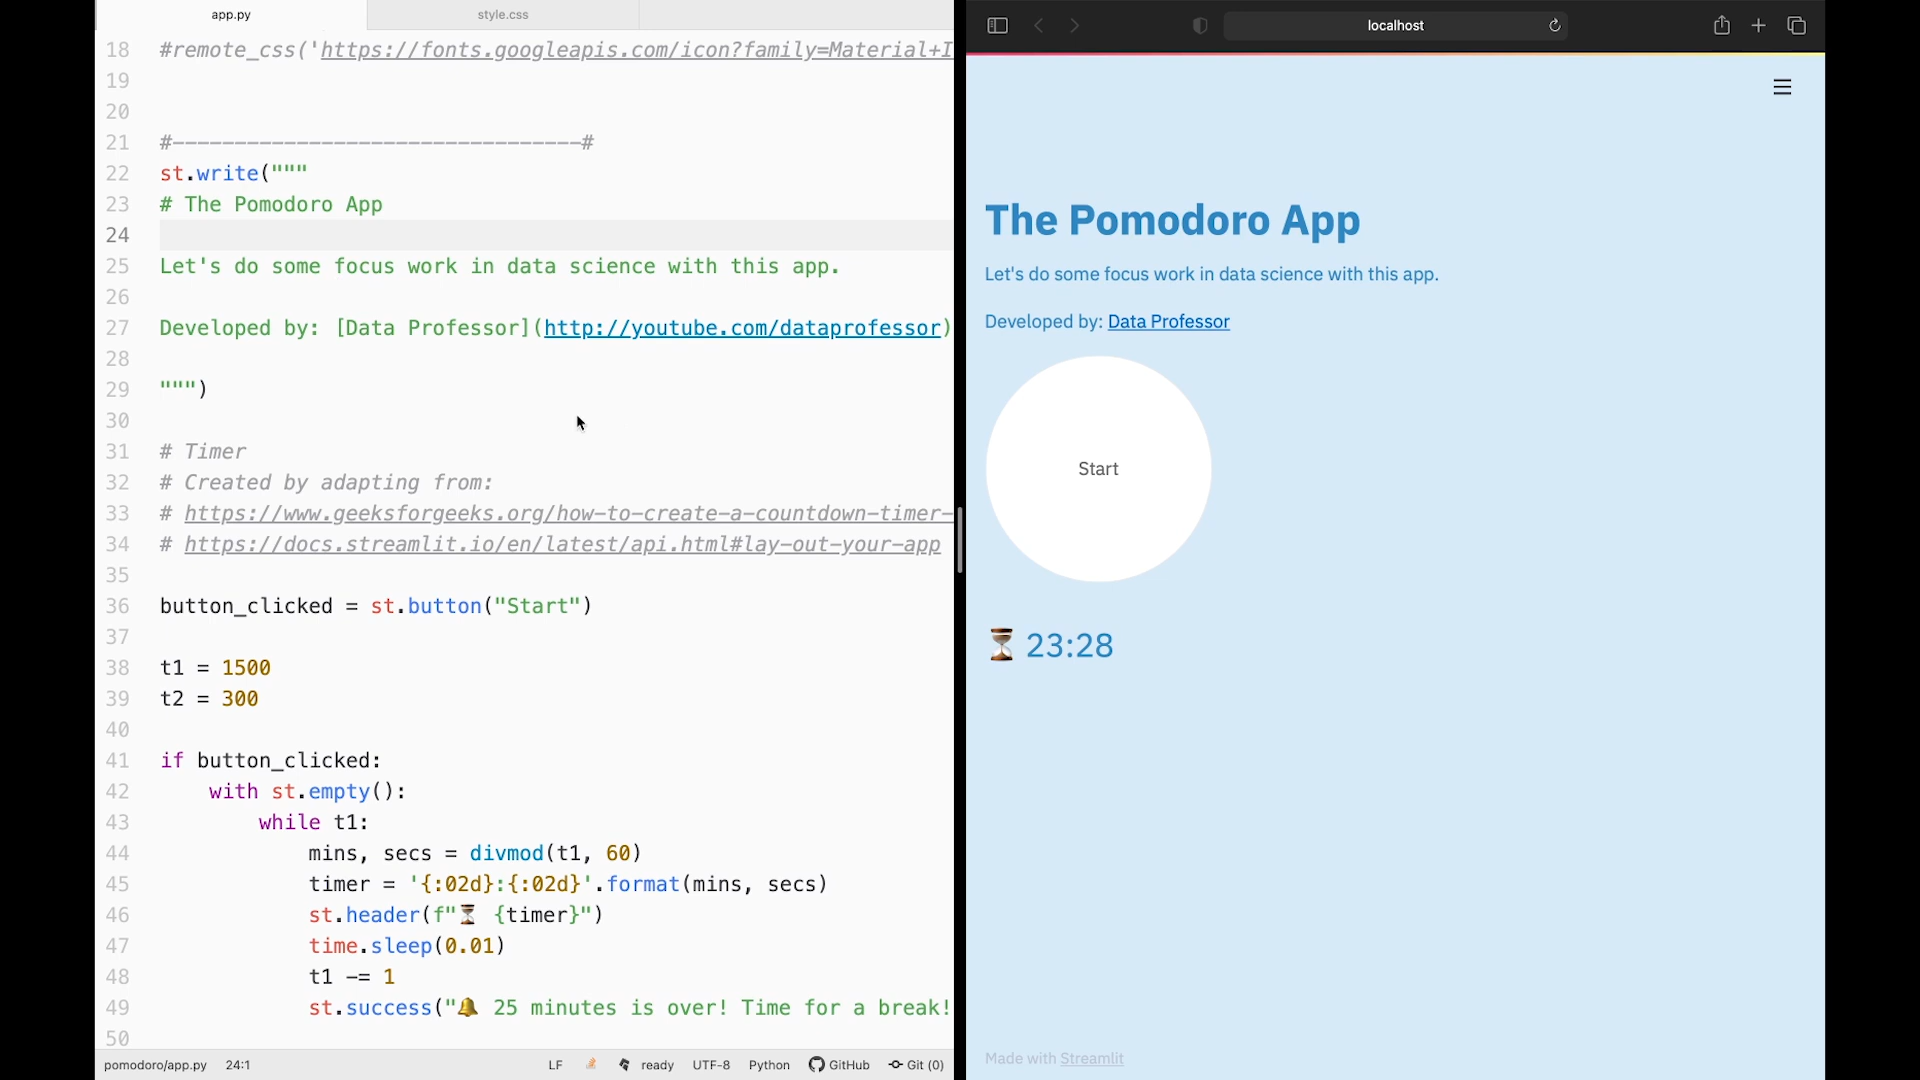 app.py
style.css
18 #remote_css('https://fonts.googleapis.com/icon?family=Material+I
19
20
21 #---------------------------------#
22 st.write("""
23 # The Pomodoro App
24
25 Let's do some focus work in data science with this app.
26
27 Developed by: [Data Professor](http://youtube.com/dataprofessor)
28
29 """)
30
31 # Timer
32 # Created by adapting from:
33 # https://www.geeksforgeeks.org/how-to-create-a-countdown-timer-
34 # https://docs.streamlit.io/en/latest/api.html#lay-out-your-app
35
36 button_clicked = st.button("Start")
37
38 t1 = 1500
39 t2 = 300
40
41 if button_clicked:
42 with st.empty():
43 while t1:
44 mins, secs = divmod(t1, 60)
45 timer = '{:02d}:{:02d}'.format(mins, secs)
46 st.header(f"⏳ {timer}")
47 time.sleep(0.01)
48 t1 -= 1
49 st.success("🔔 25 minutes is over! Time for a break!
50
pomodoro/app.py 24:1 LF ready UTF-8 Python GitHub Git (0)
localhost
The Pomodoro App
Let's do some focus work in data science with this app.
Developed by: Data Professor
Start
⏳ 23:28
Made with Streamlit